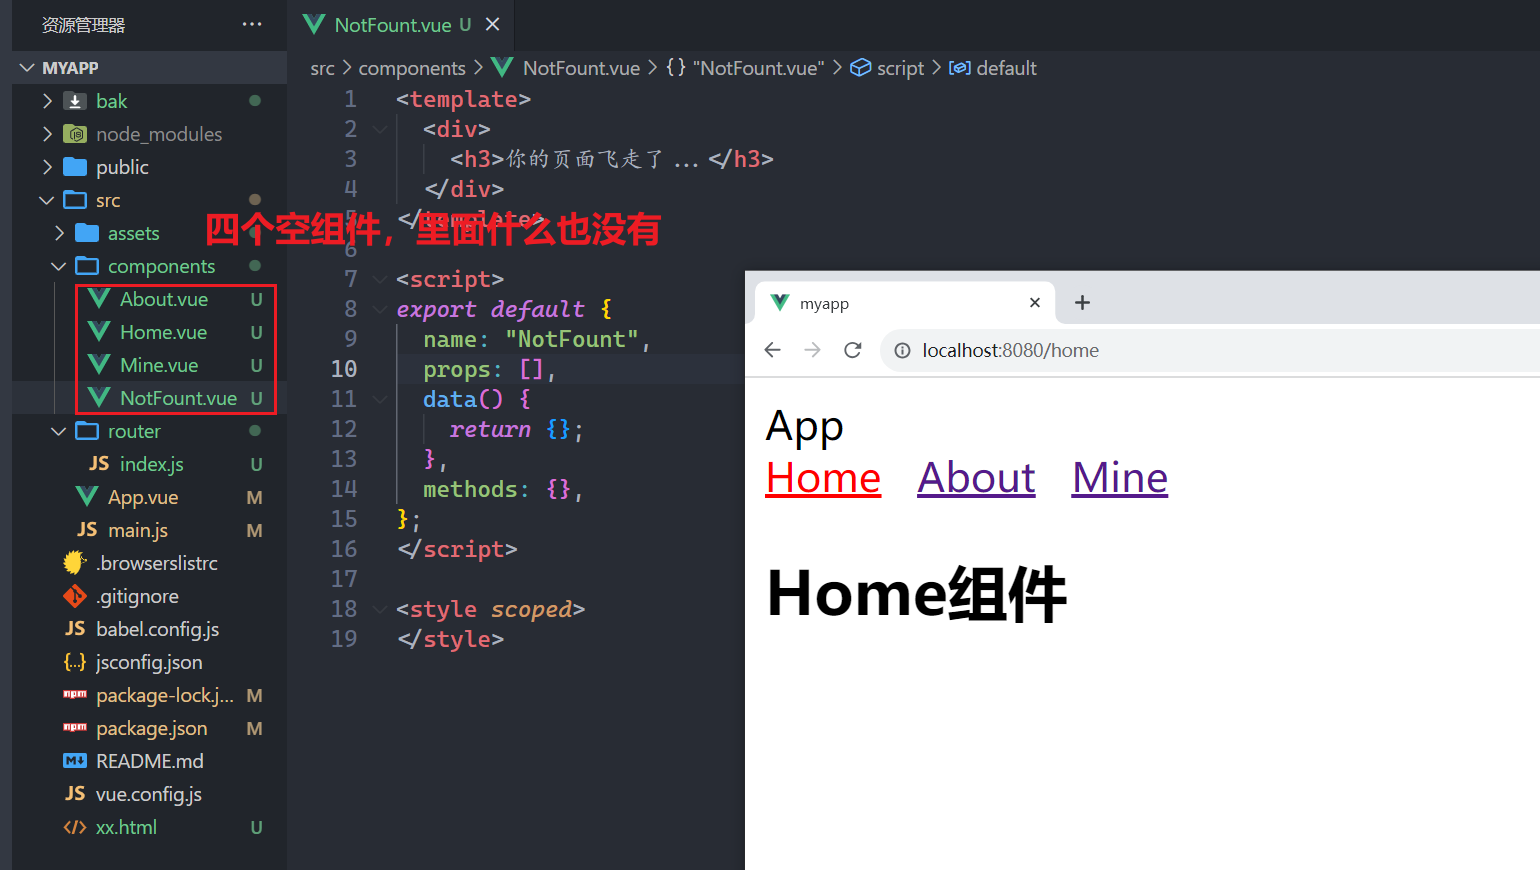 资源管理器 ···
MYAPP
bak
node_modules
public
src
assets
components
About.vue U
Home.vue U
Mine.vue U
NotFount.vue U
router
JS index.js U
App.vue M
JS main.js M
.browserslistrc
.gitignore
JS babel.config.js
{..} jsconfig.json
npm package-lock.j... M
npm package.json M
README.md
JS vue.config.js
</> xx.html U
四个空组件，里面什么也没有
NotFount.vue U ×
src > components > NotFount.vue > {} "NotFount.vue" > script > default
1 <template>
2 <div>
3 <h3>你的页面飞走了 ... </h3>
4 </div>
5 </template>
6
7 <script>
8 export default {
9 name: "NotFount",
10 props: [],
11 data() {
12 return {};
13 },
14 methods: {},
15 };
16 </script>
17
18 <style scoped>
19 </style>
myapp × +
localhost:8080/home
App
Home About Mine
Home组件